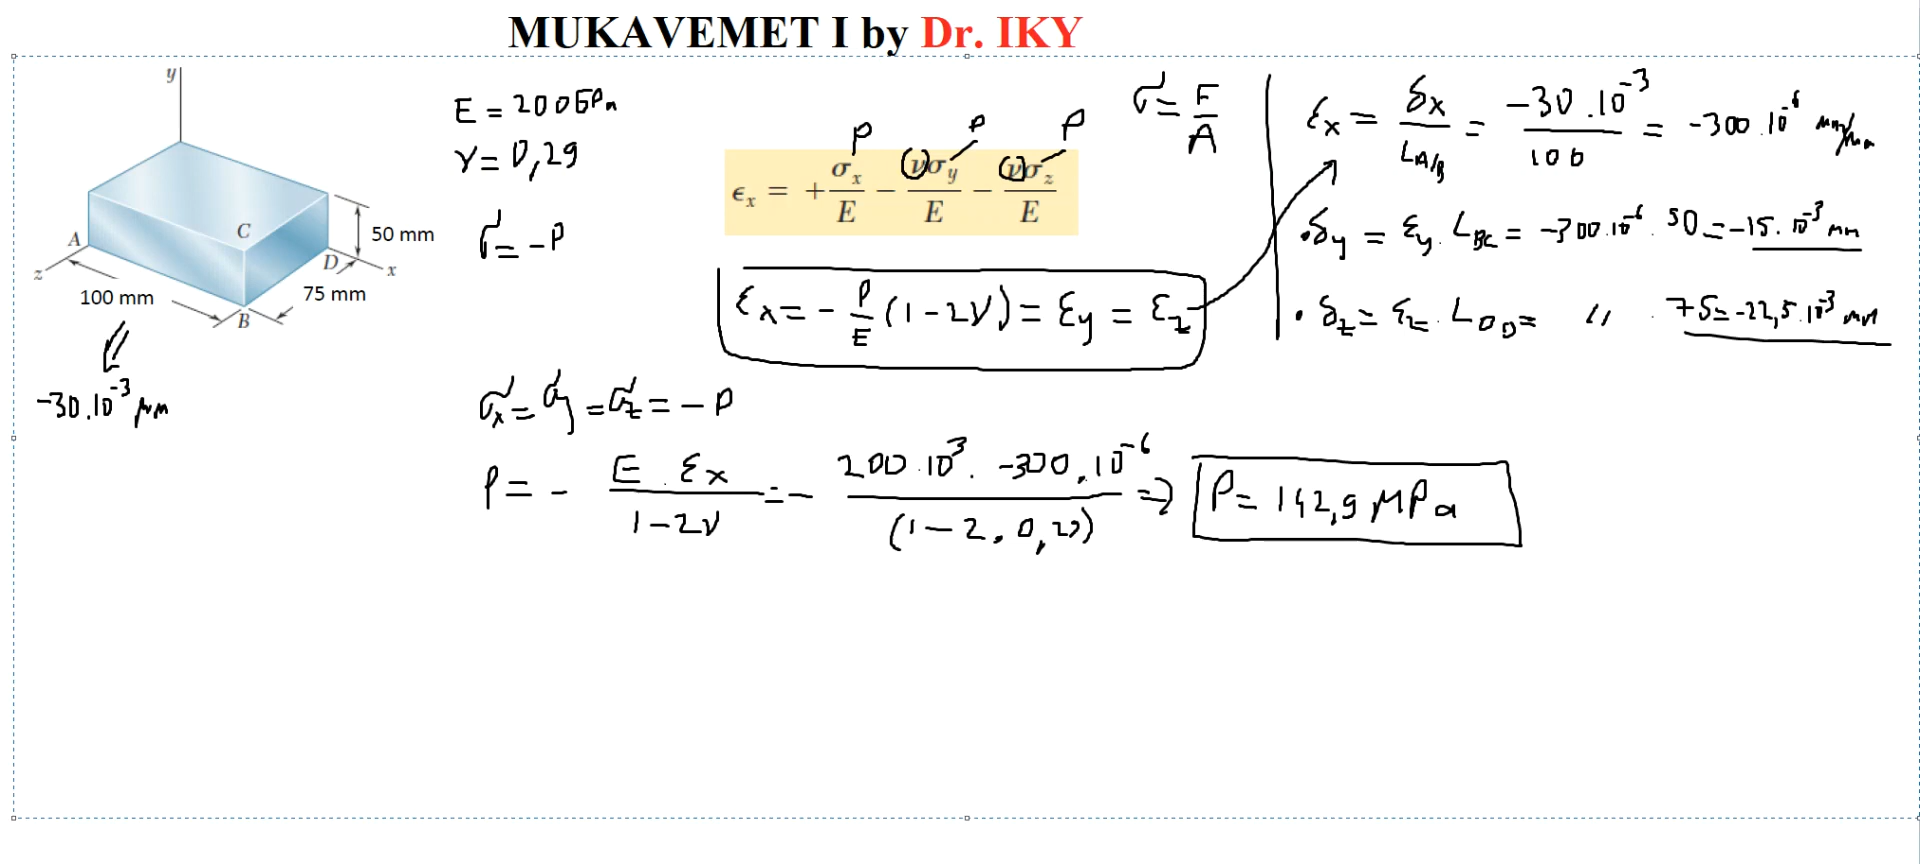 MUKAVEMET I by Dr. IKY
y
A
C
D
B
z
x
50 mm
75 mm
100 mm
-30.10⁻³ mm
E = 200GPa
ν = 0,29
σ = -P
P P P
εx = + σx/E − νσy/E − νσz/E
σ = F/A
εx = - P/E (1-2ν) = εy = εz
σx = σy = σz = -P
P = - E.εx/(1-2ν) = - 200.10³.-300.10⁻⁶/(1-2.0,29) ⇒ P = 142,9 MPa
εx = δx/LA/B = -30.10⁻³/100 = -300.10⁻⁶ mm/mm
•δy = εy.LBC = -300.10⁻⁶.50 = -15.10⁻³ mm
•δz = εz.LBD = " .75 = -22,5.10⁻³ mm